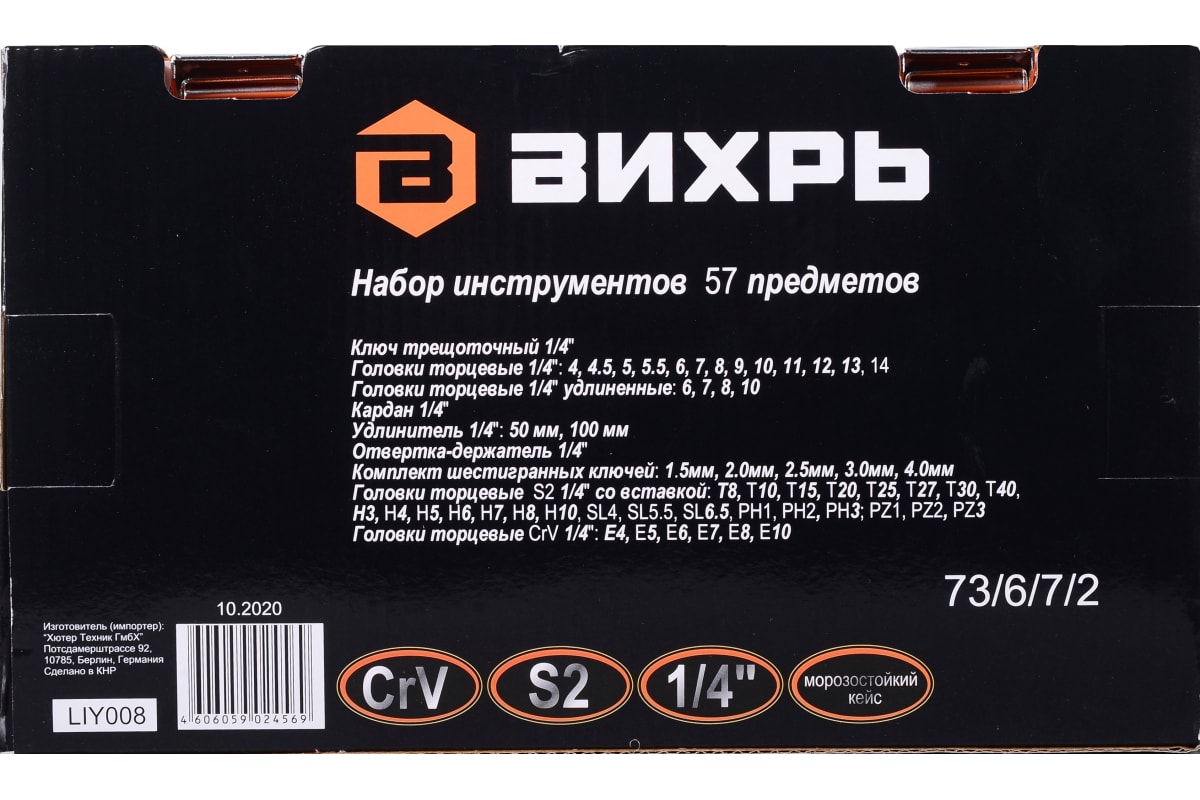 В ВИХРЬ
Набор инструментов 57 предметов
Ключ трещоточный 1/4"
Головки торцевые 1/4": 4, 4.5, 5, 5.5, 6, 7, 8, 9, 10, 11, 12, 13, 14
Головки торцевые 1/4" удлиненные: 6, 7, 8, 10
Кардан 1/4"
Удлинитель 1/4": 50 мм, 100 мм
Отвертка-держатель 1/4"
Комплект шестигранных ключей: 1.5мм, 2.0мм, 2.5мм, 3.0мм, 4.0мм
Головки торцевые S2 1/4" со вставкой: T8, T10, T15, T20, T25, T27, T30, T40,
H3, H4, H5, H6, H7, H8, H10, SL4, SL5.5, SL6.5, PH1, PH2, PH3; PZ1, PZ2, PZ3
Головки торцевые CrV 1/4": E4, E5, E6, E7, E8, E10
73/6/7/2
10.2020
Изготовитель (импортер):
"Хютер Техник ГмбХ"
Потсдамерштрассе 92,
10785, Берлин, Германия
Сделано в КНР
LIY008
4 606059 024569
CrV
S2
1/4"
морозостойкий
кейс